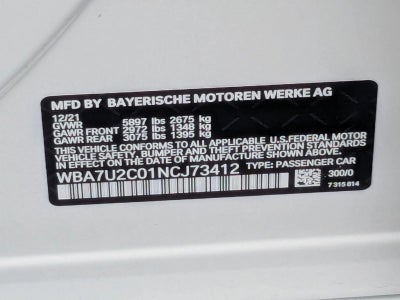 MFD BY BAYERISCHE MOTOREN WERKE AG
12/21
GVWR 5897 lbs 2675 kg
GAWR FRONT 2972 lbs 1348 kg
GAWR REAR 3075 lbs 1395 kg
THIS VEHICLE CONFORMS TO ALL APPLICABLE U.S. FEDERAL MOTOR
VEHICLE SAFETY, BUMPER, AND THEFT PREVENTION STANDARDS
IN EFFECT ON THE DATE OF MANUFACTURE SHOWN ABOVE.
WBA7U2C01NCJ73412 TYPE: PASSENGER CAR
300/0
7 315 614